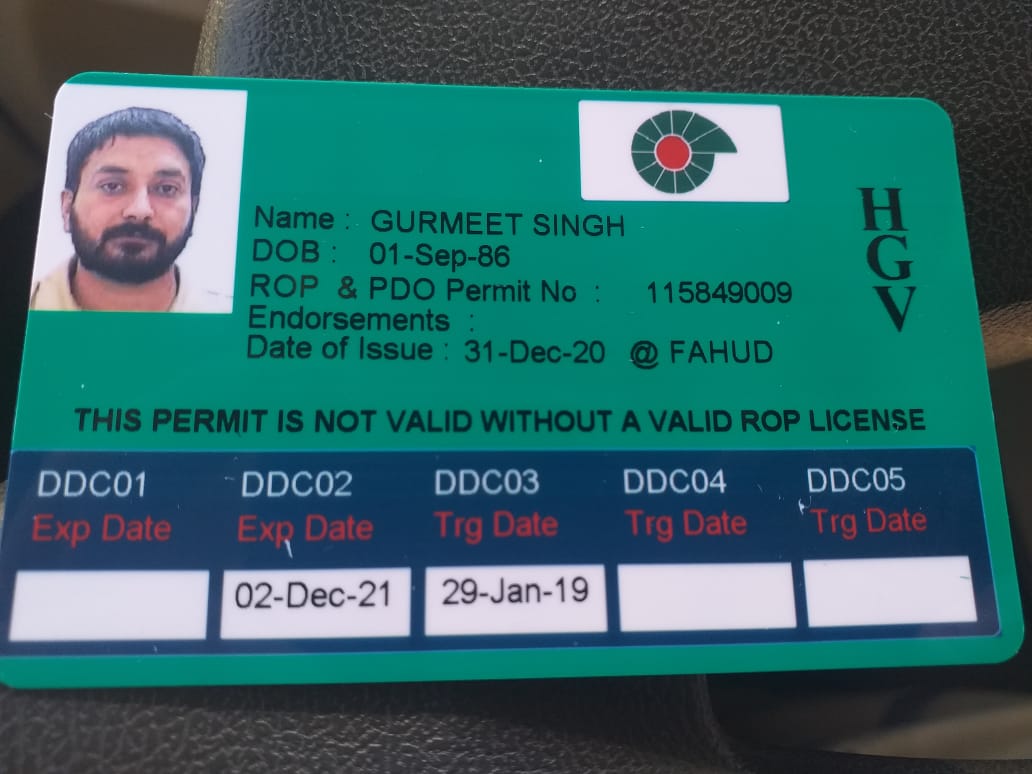 Name : GURMEET SINGH
DOB : 01-Sep-86
ROP & PDO Permit No : 115849009
Endorsements :
Date of Issue : 31-Dec-20 @ FAHUD
HGV
THIS PERMIT IS NOT VALID WITHOUT A VALID ROP LICENSE
DDC01 DDC02 DDC03 DDC04 DDC05
Exp Date Exp Date Trg Date Trg Date Trg Date
02-Dec-21 29-Jan-19